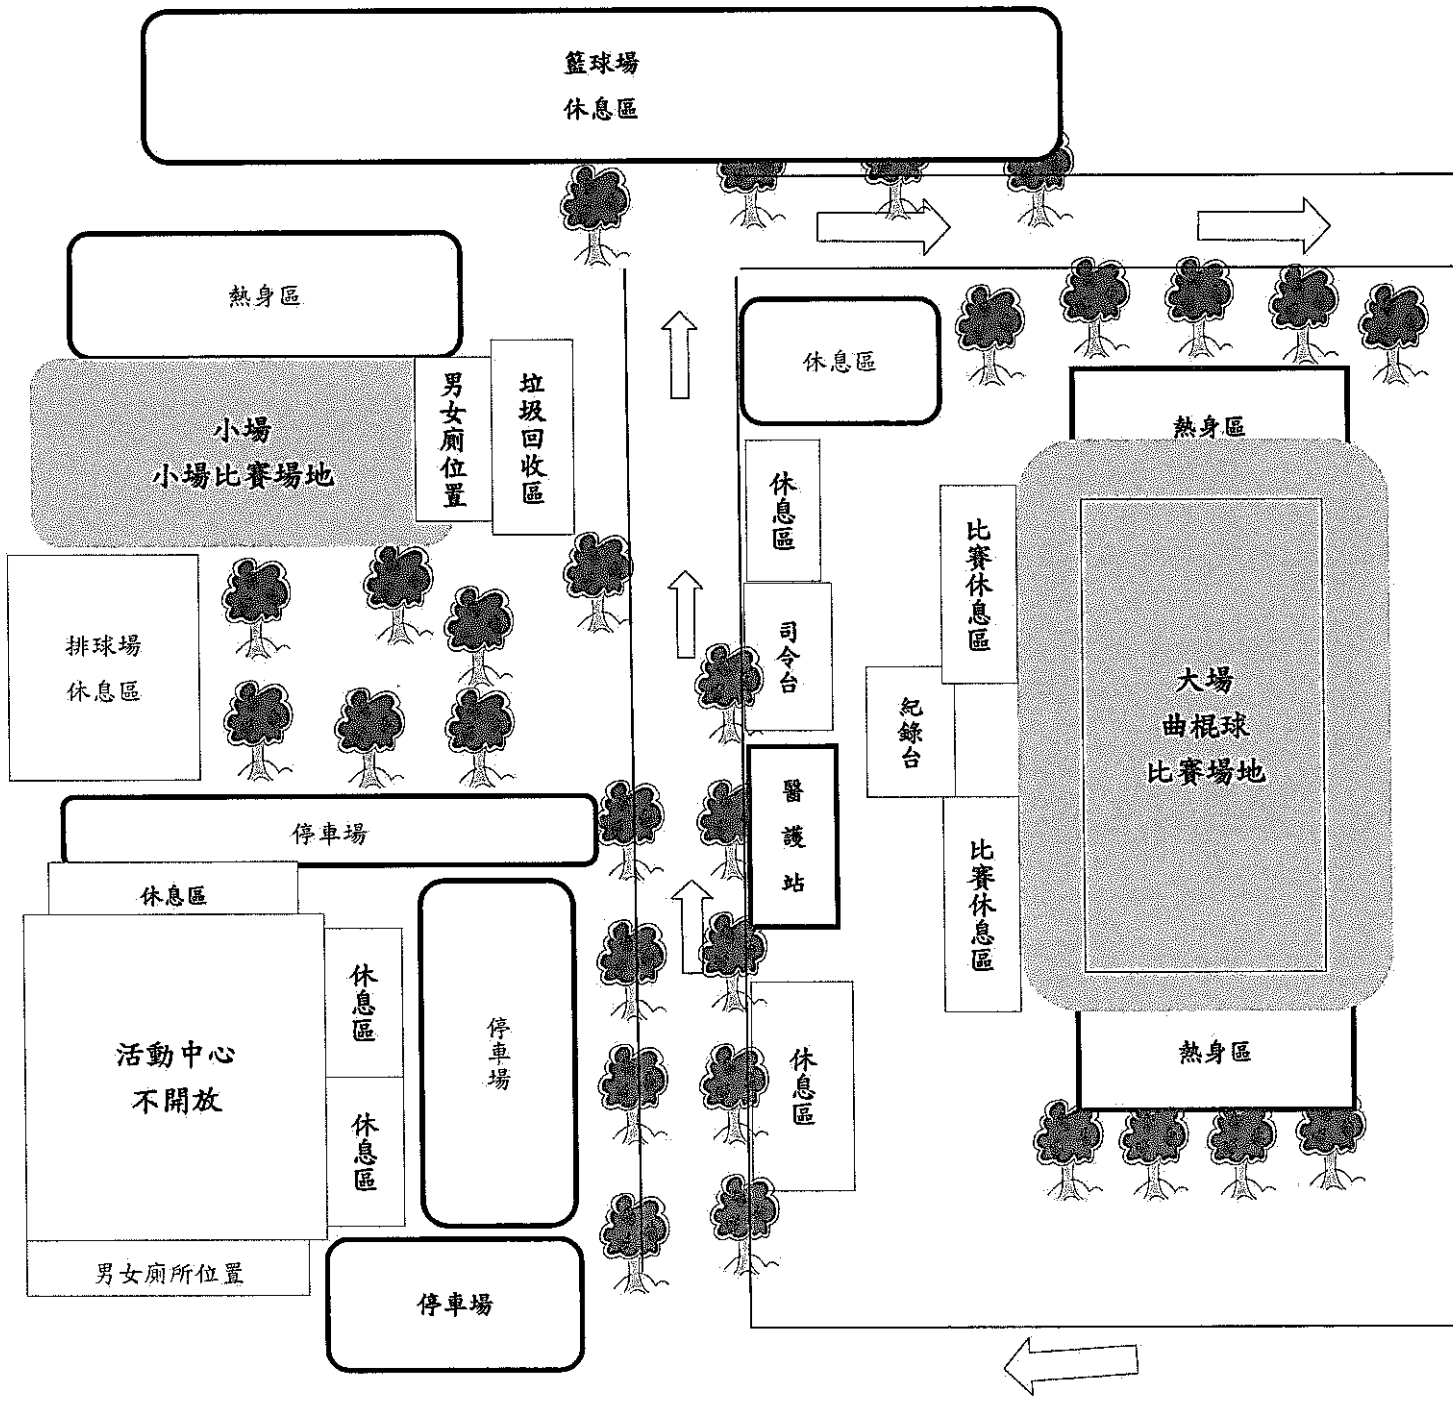 籃球場
休息區
熱身區
休息區
熱身區
小場
小場比賽場地
男女廁位置
垃圾回收區
休息區
比賽休息區
排球場
休息區
司令台
紀錄台
大場
曲棍球
比賽場地
停車場
醫護站
比賽休息區
休息區
休息區
停車場
活動中心
不開放
休息區
休息區
熱身區
男女廁所位置
停車場